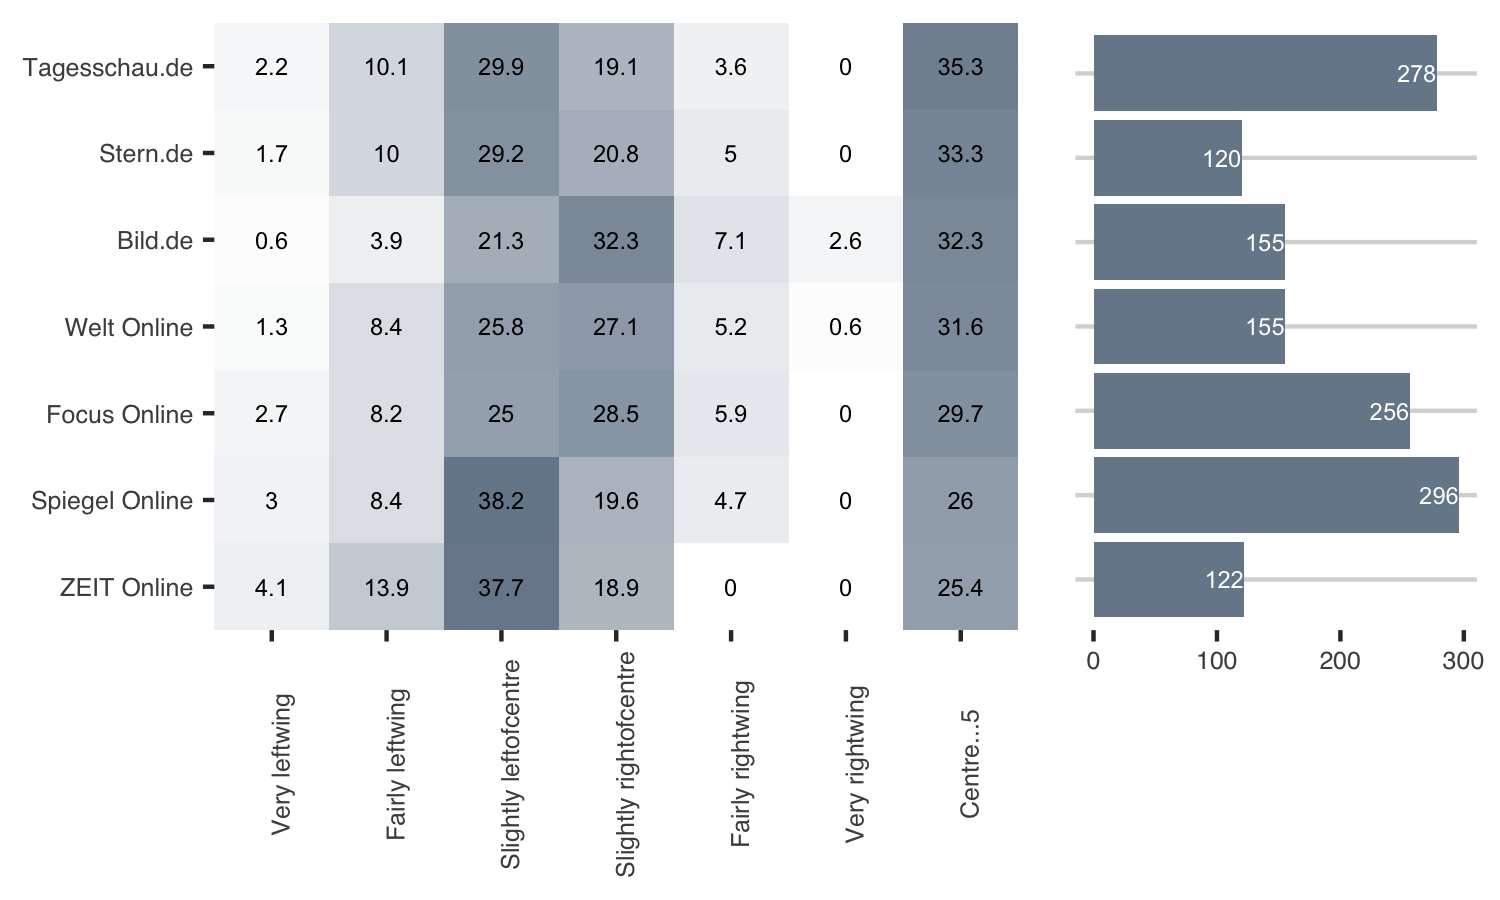 Tagesschau.de 2.2 10.1 29.9 19.1 3.6 0 35.3 278
Stern.de 1.7 10 29.2 20.8 5 0 33.3 120
Bild.de 0.6 3.9 21.3 32.3 7.1 2.6 32.3 155
Welt Online 1.3 8.4 25.8 27.1 5.2 0.6 31.6 155
Focus Online 2.7 8.2 25 28.5 5.9 0 29.7 256
Spiegel Online 3 8.4 38.2 19.6 4.7 0 26 296
ZEIT Online 4.1 13.9 37.7 18.9 0 0 25.4 122
0 100 200 300
Very leftwing
Fairly leftwing
Slightly leftofcentre
Slightly rightofcentre
Fairly rightwing
Very rightwing
Centre...5